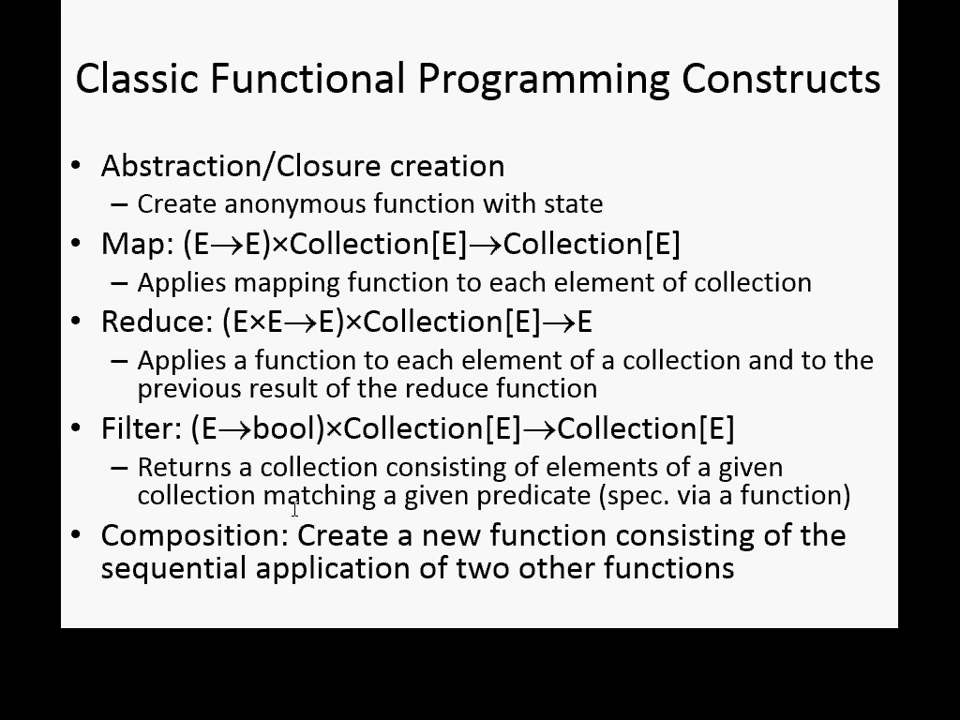 Classic Functional Programming Constructs
• Abstraction/Closure creation
– Create anonymous function with state
• Map: (E→E)×Collection[E]→Collection[E]
– Applies mapping function to each element of collection
• Reduce: (E×E→E)×Collection[E]→E
– Applies a function to each element of a collection and to the
previous result of the reduce function
• Filter: (E→bool)×Collection[E]→Collection[E]
– Returns a collection consisting of elements of a given
collection matching a given predicate (spec. via a function)
• Composition: Create a new function consisting of the
sequential application of two other functions